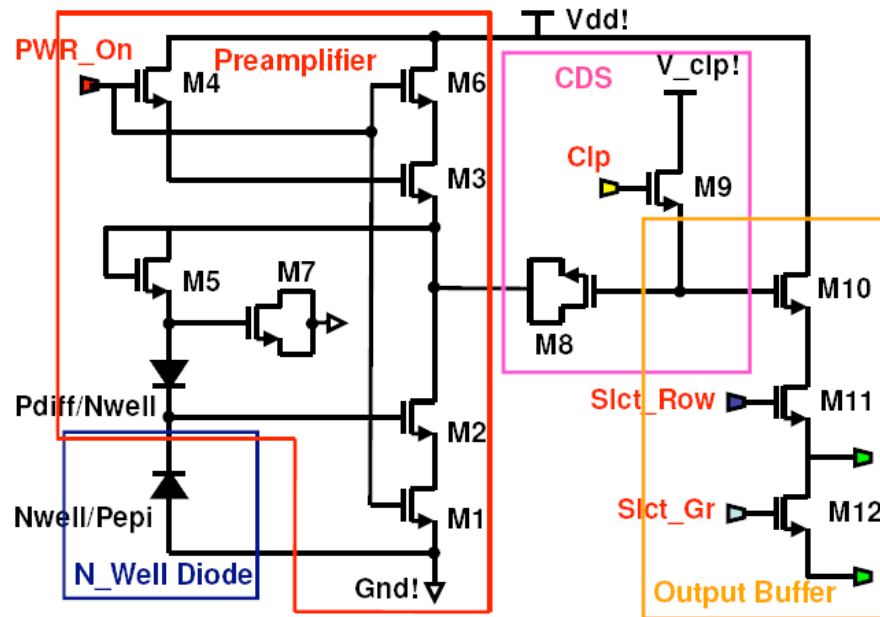 Vdd!
PWR_On
Preamplifier
M4
M6
CDS
V_clp!
Clp
M9
M3
M5
M7
M10
M8
Pdiff/Nwell
Slct_Row
M11
M2
Nwell/Pepi
M1
Slct_Gr
M12
N_Well Diode
Gnd!
Output Buffer